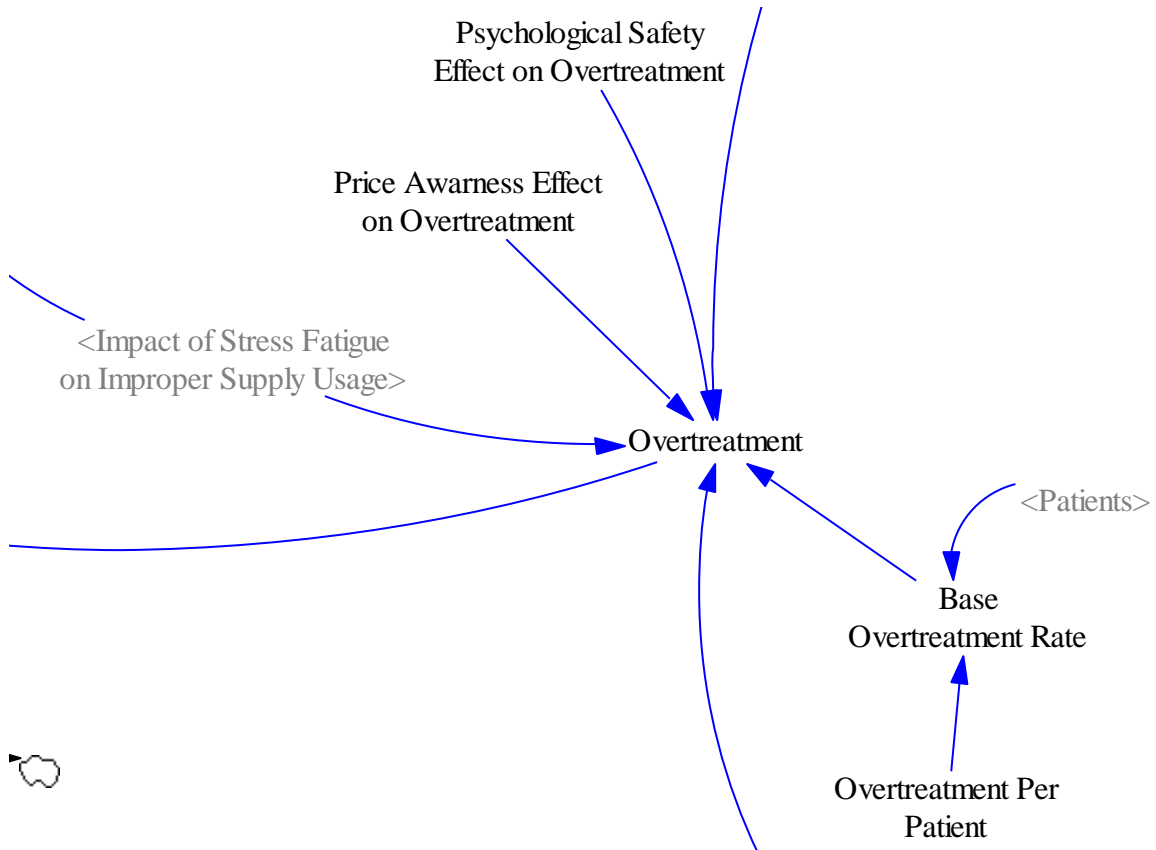 Psychological Safety
Effect on Overtreatment
Price Awarness Effect
on Overtreatment
<Impact of Stress Fatigue
on Improper Supply Usage>
Overtreatment
<Patients>
Base
Overtreatment Rate
Overtreatment Per
Patient